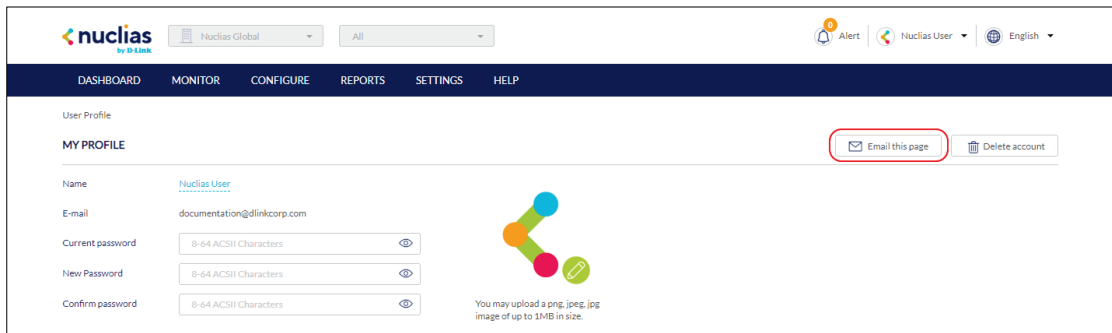 nuclias
by D-Link
Nuclias Global
All
0
Alert
Nuclias User
English
DASHBOARD MONITOR CONFIGURE REPORTS SETTINGS HELP
User Profile
MY PROFILE
Email this page
Delete account
Name Nuclias User
E-mail documentation@dlinkcorp.com
Current password 8-64 ACSII Characters
New Password 8-64 ACSII Characters
Confirm password 8-64 ACSII Characters
You may upload a png, jpeg, jpg
image of up to 1MB in size.